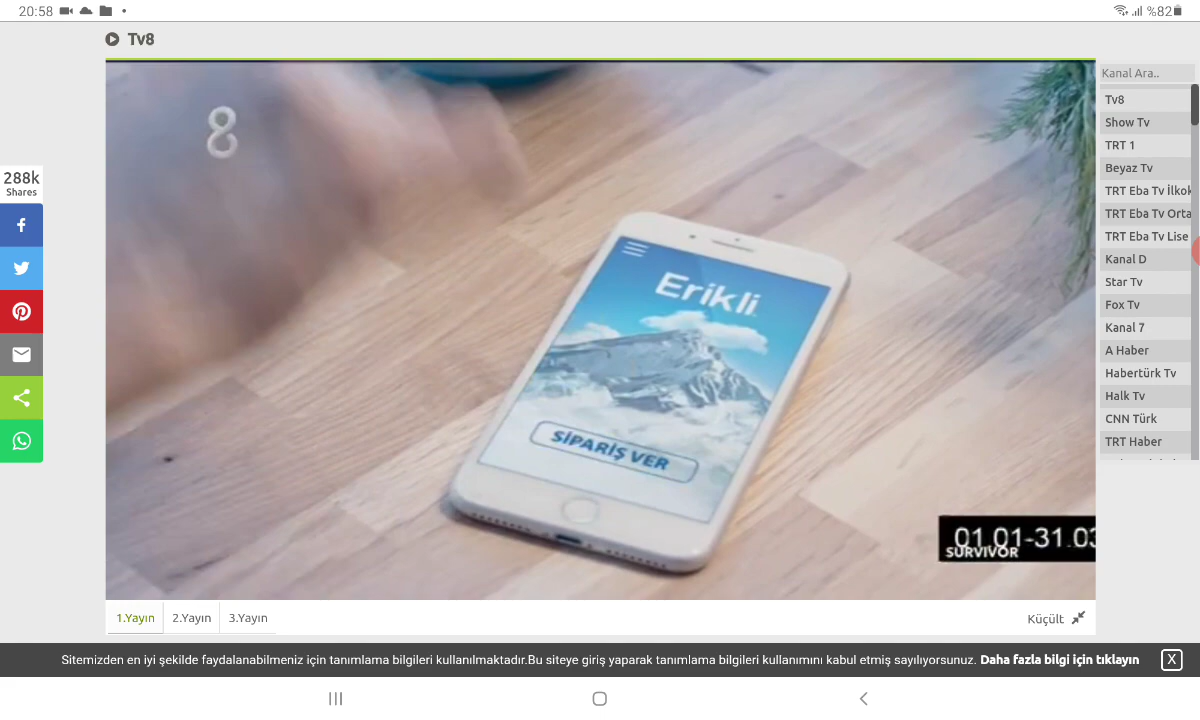 20:58
%82
Tv8
8
Erikli
SİPARİŞ VER
01.01-31.03
SURVIVOR
288k
Shares
Kanal Ara..
Tv8
Show Tv
TRT 1
Beyaz Tv
TRT Eba Tv İlkok
TRT Eba Tv Orta
TRT Eba Tv Lise
Kanal D
Star Tv
Fox Tv
Kanal 7
A Haber
Habertürk Tv
Halk Tv
CNN Türk
TRT Haber
1.Yayın 2.Yayın 3.Yayın
Küçült
Sitemizden en iyi şekilde faydalanabilmeniz için tanımlama bilgileri kullanılmaktadır.Bu siteye giriş yaparak tanımlama bilgileri kullanımını kabul etmiş sayılıyorsunuz. Daha fazla bilgi için tıklayın X